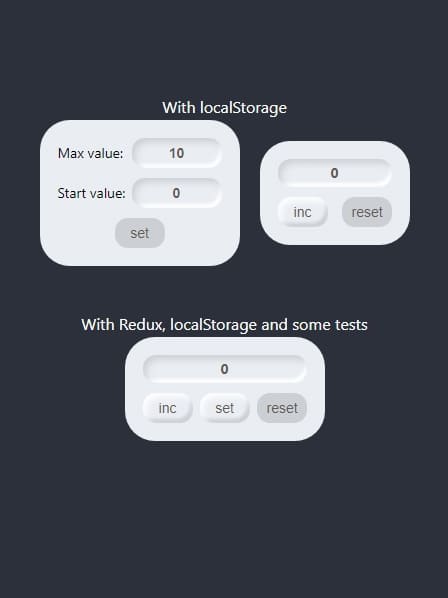 With localStorage
Max value: 10
Start value: 0
set
0
inc reset
With Redux, localStorage and some tests
0
inc set reset